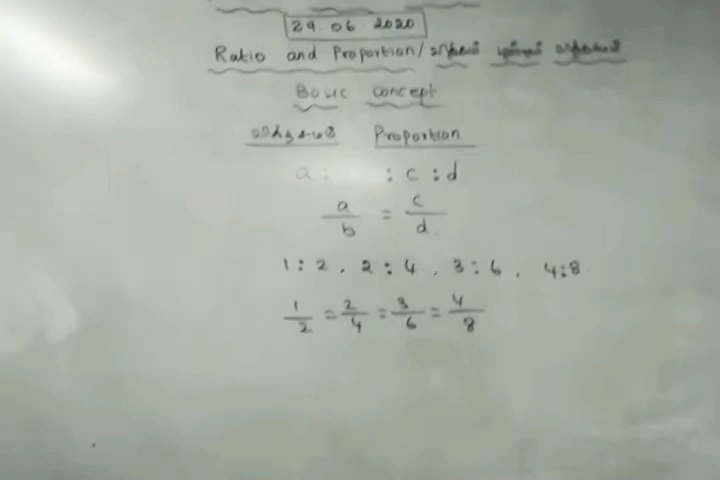 29.06.2020
Ratio and Proportion/
Basic concept
Proportion
a : : c : d
a/b = c/d
1:2, 2:4, 3:6, 4:8
1/2 = 2/4 = 3/6 = 4/8